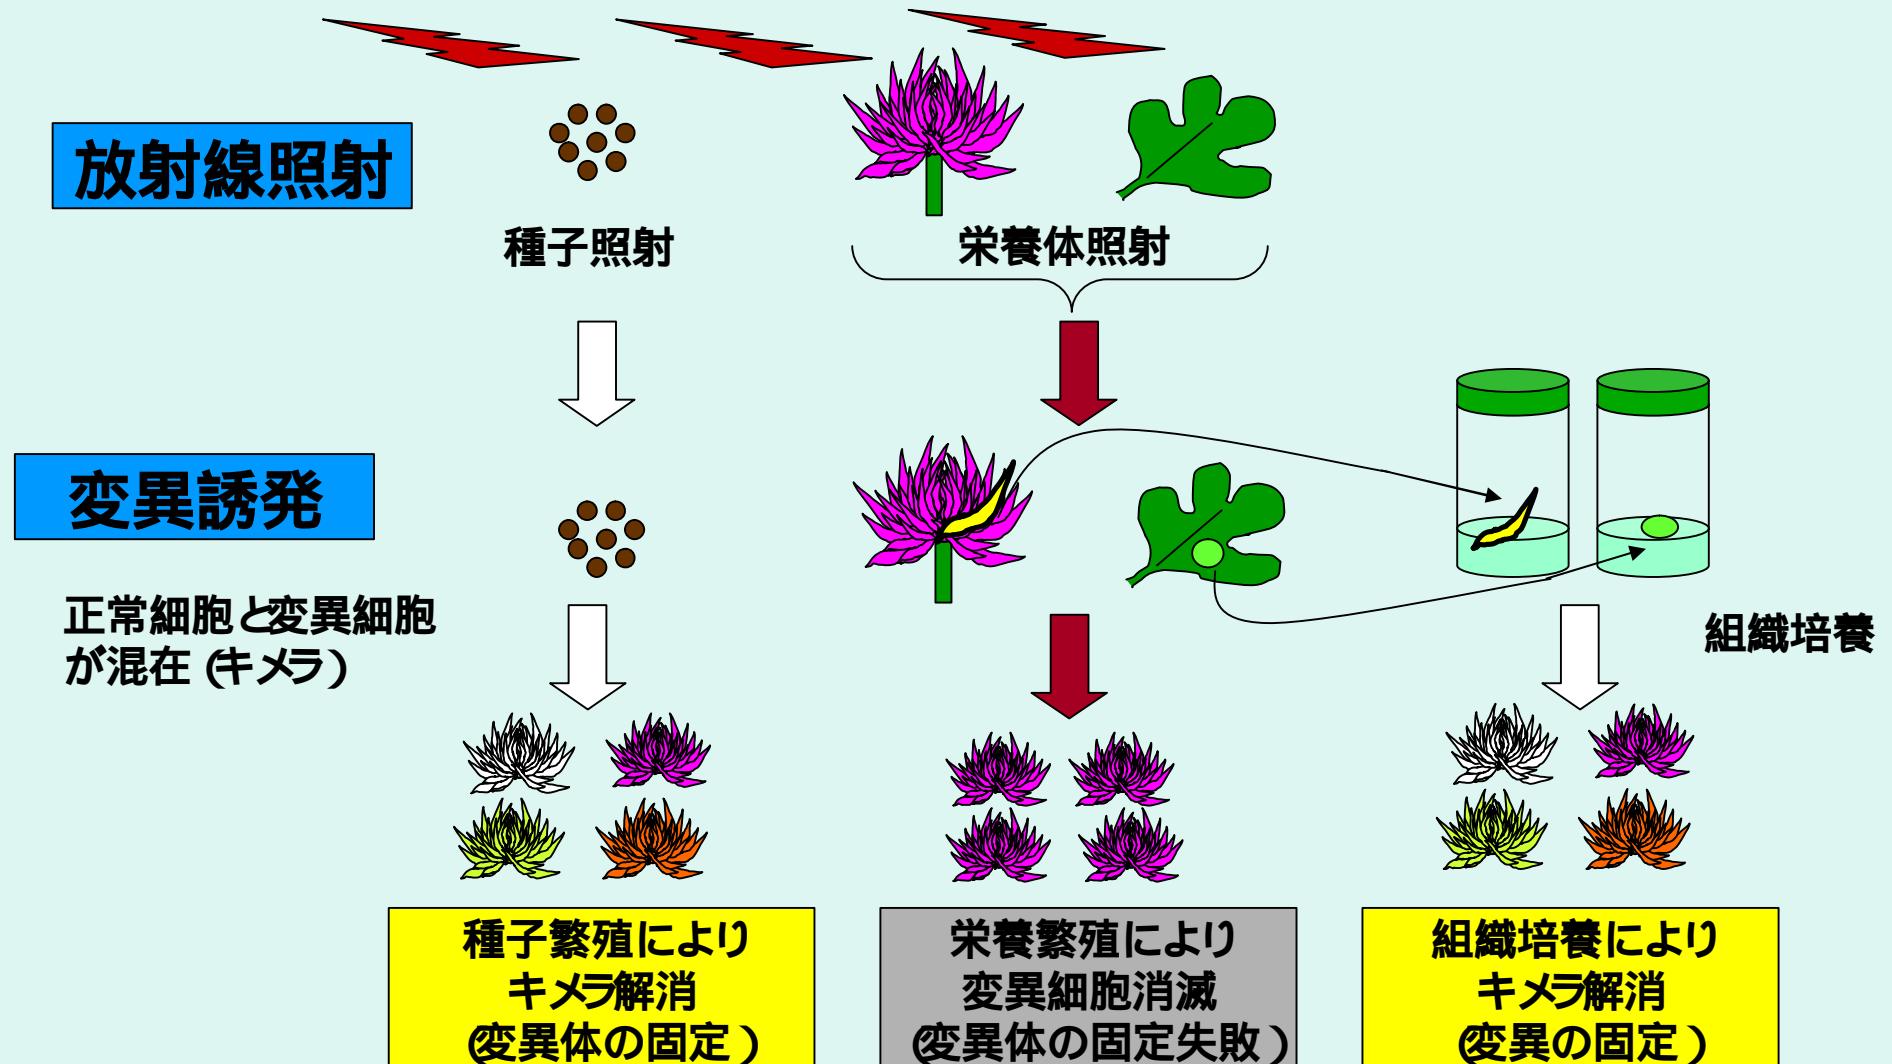 放射線照射
種子照射
栄養体照射
変異誘発
正常細胞と変異細胞
が混在(キメラ)
組織培養
種子繁殖により
キメラ解消
(変異体の固定)
栄養繁殖により
変異細胞消滅
(変異体の固定失敗)
組織培養により
キメラ解消
(変異の固定)